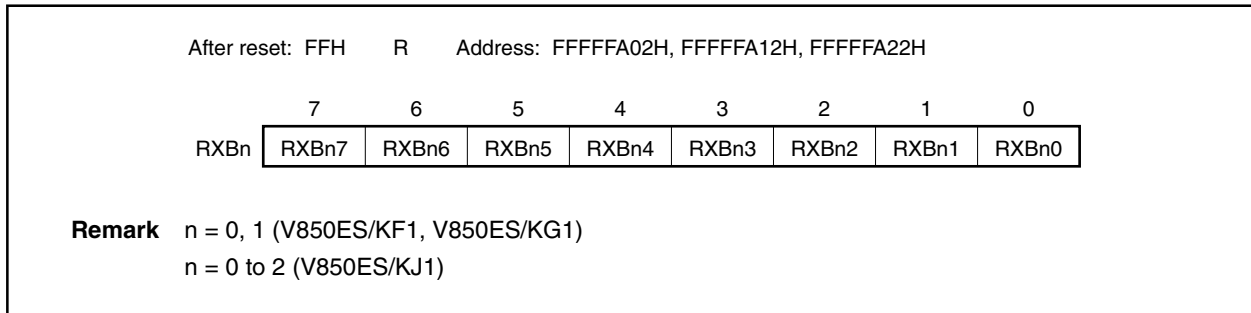 After reset: FFH R Address: FFFFFA02H, FFFFFA12H, FFFFFA22H
7 6 5 4 3 2 1 0
RXBn RXBn7 RXBn6 RXBn5 RXBn4 RXBn3 RXBn2 RXBn1 RXBn0
Remark n = 0, 1 (V850ES/KF1, V850ES/KG1)
n = 0 to 2 (V850ES/KJ1)